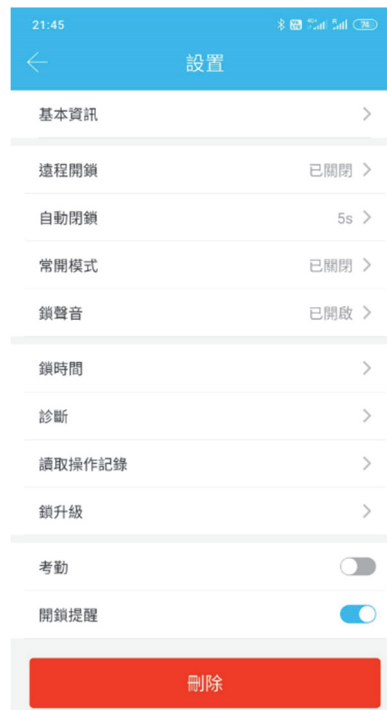 21:45
設置
基本資訊
遠程開鎖 已關閉
自動閉鎖 5s
常開模式 已關閉
鎖聲音 已開啟
鎖時間
診斷
讀取操作記錄
鎖升級
考勤
開鎖提醒
刪除